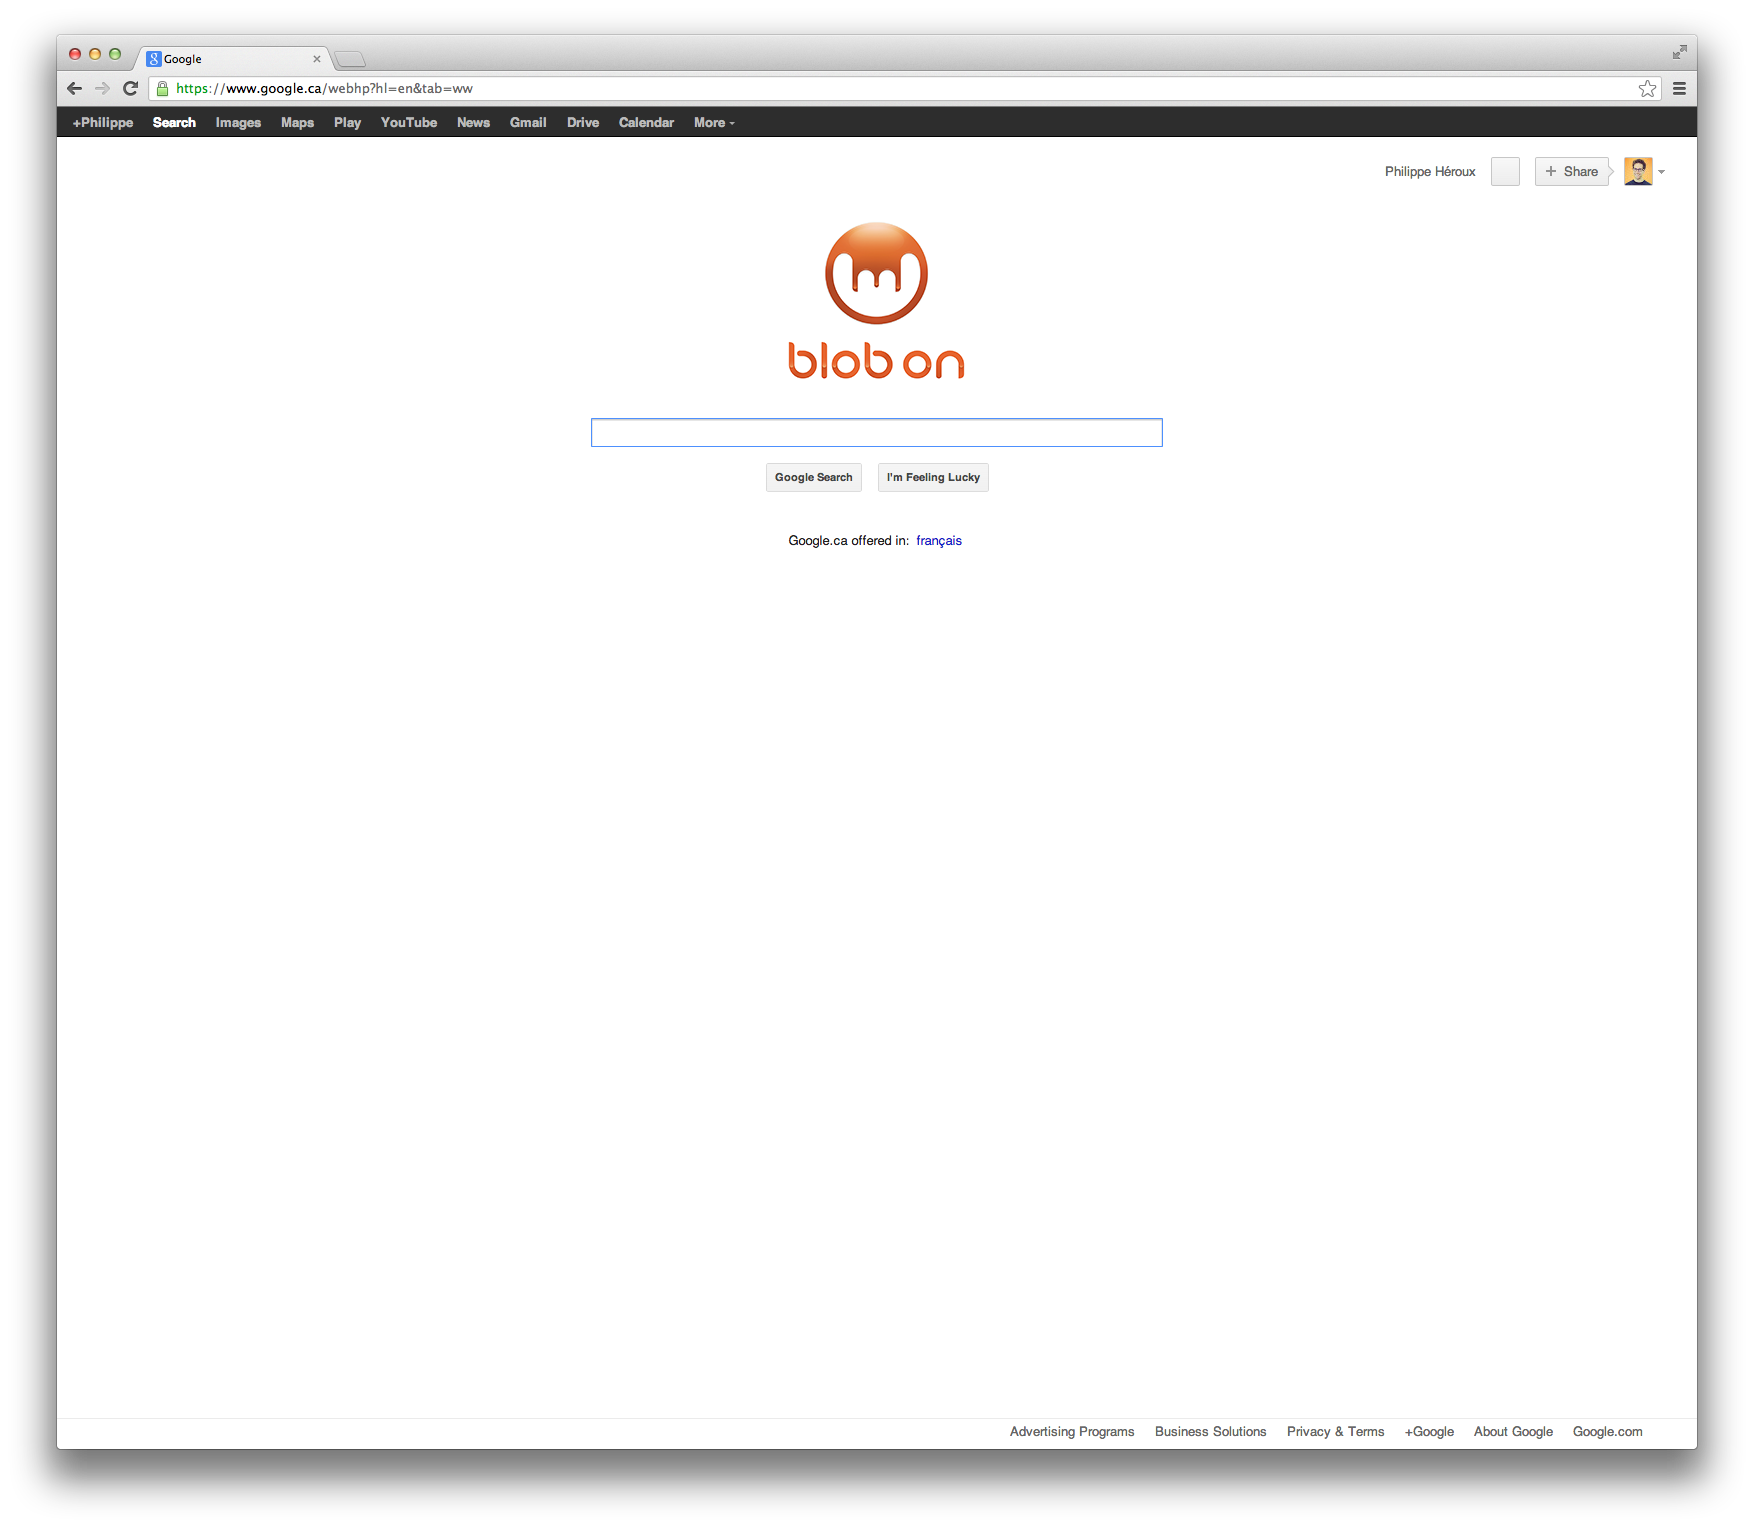 Google
https://www.google.ca/webhp?hl=en&tab=ww
+Philippe Search Images Maps Play YouTube News Gmail Drive Calendar More
Philippe Héroux + Share
blob on
Google Search I'm Feeling Lucky
Google.ca offered in: français
Advertising Programs Business Solutions Privacy & Terms +Google About Google Google.com